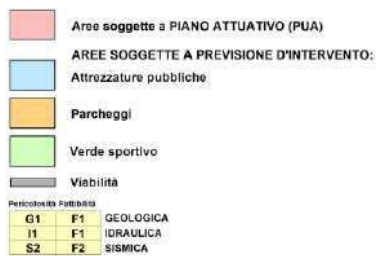 Aree soggette a PIANO ATTUATIVO (PUA)
AREE SOGGETTE A PREVISIONE D'INTERVENTO:
Attrezzature pubbliche
Parcheggi
Verde sportivo
Viabilità
Pericolosità Fattibilità
G1 F1 GEOLOGICA
I1 F1 IDRAULICA
S2 F2 SISMICA